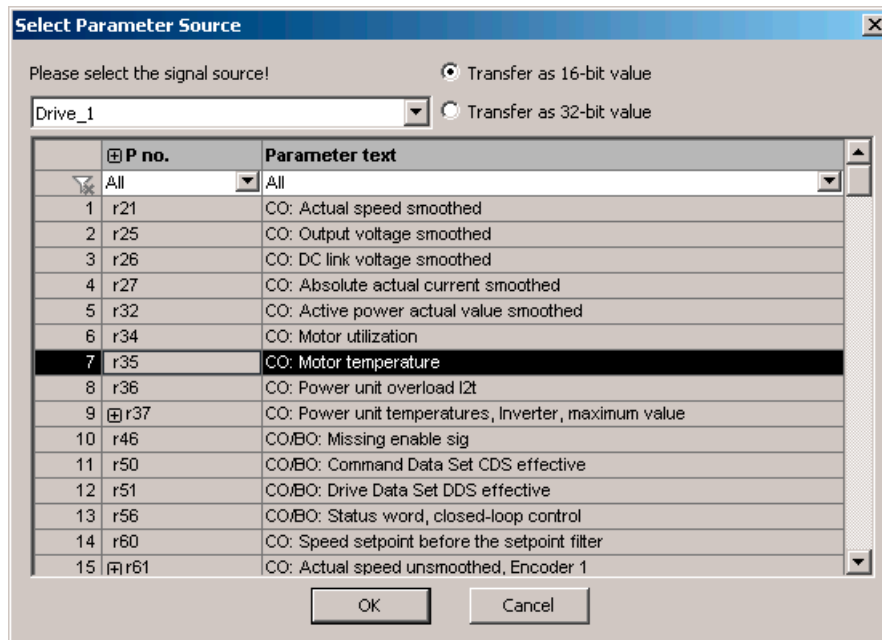 Select Parameter Source
Please select the signal source!
Transfer as 16-bit value
Drive_1
Transfer as 32-bit value
P no. Parameter text
All All
1 r21 CO: Actual speed smoothed
2 r25 CO: Output voltage smoothed
3 r26 CO: DC link voltage smoothed
4 r27 CO: Absolute actual current smoothed
5 r32 CO: Active power actual value smoothed
6 r34 CO: Motor utilization
7 r35 CO: Motor temperature
8 r36 CO: Power unit overload I2t
9 r37 CO: Power unit temperatures, Inverter, maximum value
10 r46 CO/BO: Missing enable sig
11 r50 CO/BO: Command Data Set CDS effective
12 r51 CO/BO: Drive Data Set DDS effective
13 r56 CO/BO: Status word, closed-loop control
14 r60 CO: Speed setpoint before the setpoint filter
15 r61 CO: Actual speed unsmoothed, Encoder 1
OK Cancel